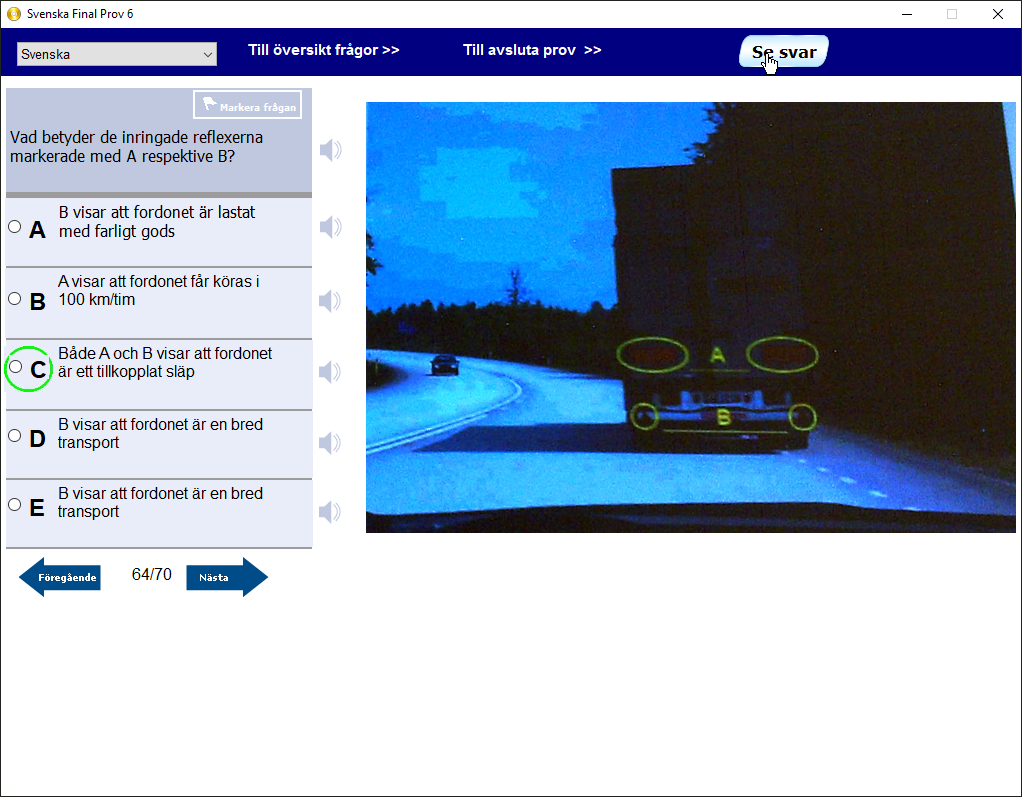 Svenska Final Prov 6
Svenska
Till översikt frågor >>
Till avsluta prov >>
Se svar
Markera frågan
Vad betyder de inringade reflexerna
markerade med A respektive B?
A
B visar att fordonet är lastat
med farligt gods
B
A visar att fordonet får köras i
100 km/tim
C
Både A och B visar att fordonet
är ett tillkopplat släp
D
B visar att fordonet är en bred
transport
E
B visar att fordonet är en bred
transport
Föregående
64/70
Nästa
A
B